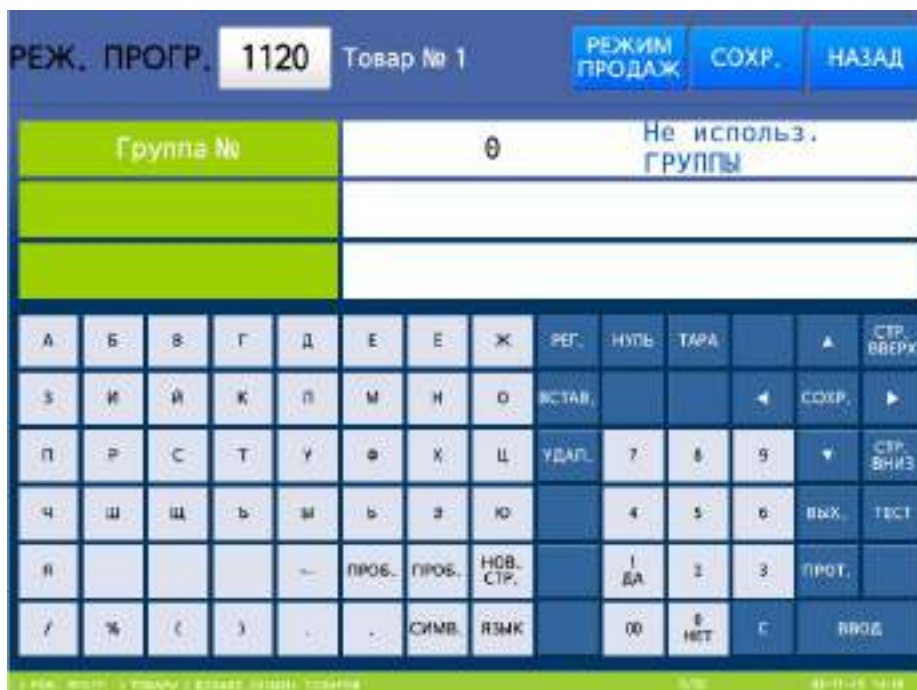 РЕЖ. ПРОГР. 1120 Товар № 1 РЕЖИМ ПРОДАЖ СОХР. НАЗАД
Группа № 0 Не использ.
ГРУППЫ
А Б В Г Д Е Ё Ж РЕГ. НУЛЬ ТАРА ▲ СТР. ВВЕРХ
З И Й К Л М Н О ВСТАВ. ◀ СОХР. ▶
П Р С Т У Ф Х Ц УДАЛ. 7 8 9 ▼ СТР. ВНИЗ
Ч Ш Щ Ъ Ы Ь Э Ю 4 5 6 ВЫХ. ТЕСТ
Я ← ПРОБ. ПРОБ. НОВ. СТР. 1 ДА 2 3 ПРОТ.
/ % ( ) , . СИМВ. ЯЗЫК 00 0 НЕТ С ВВОД